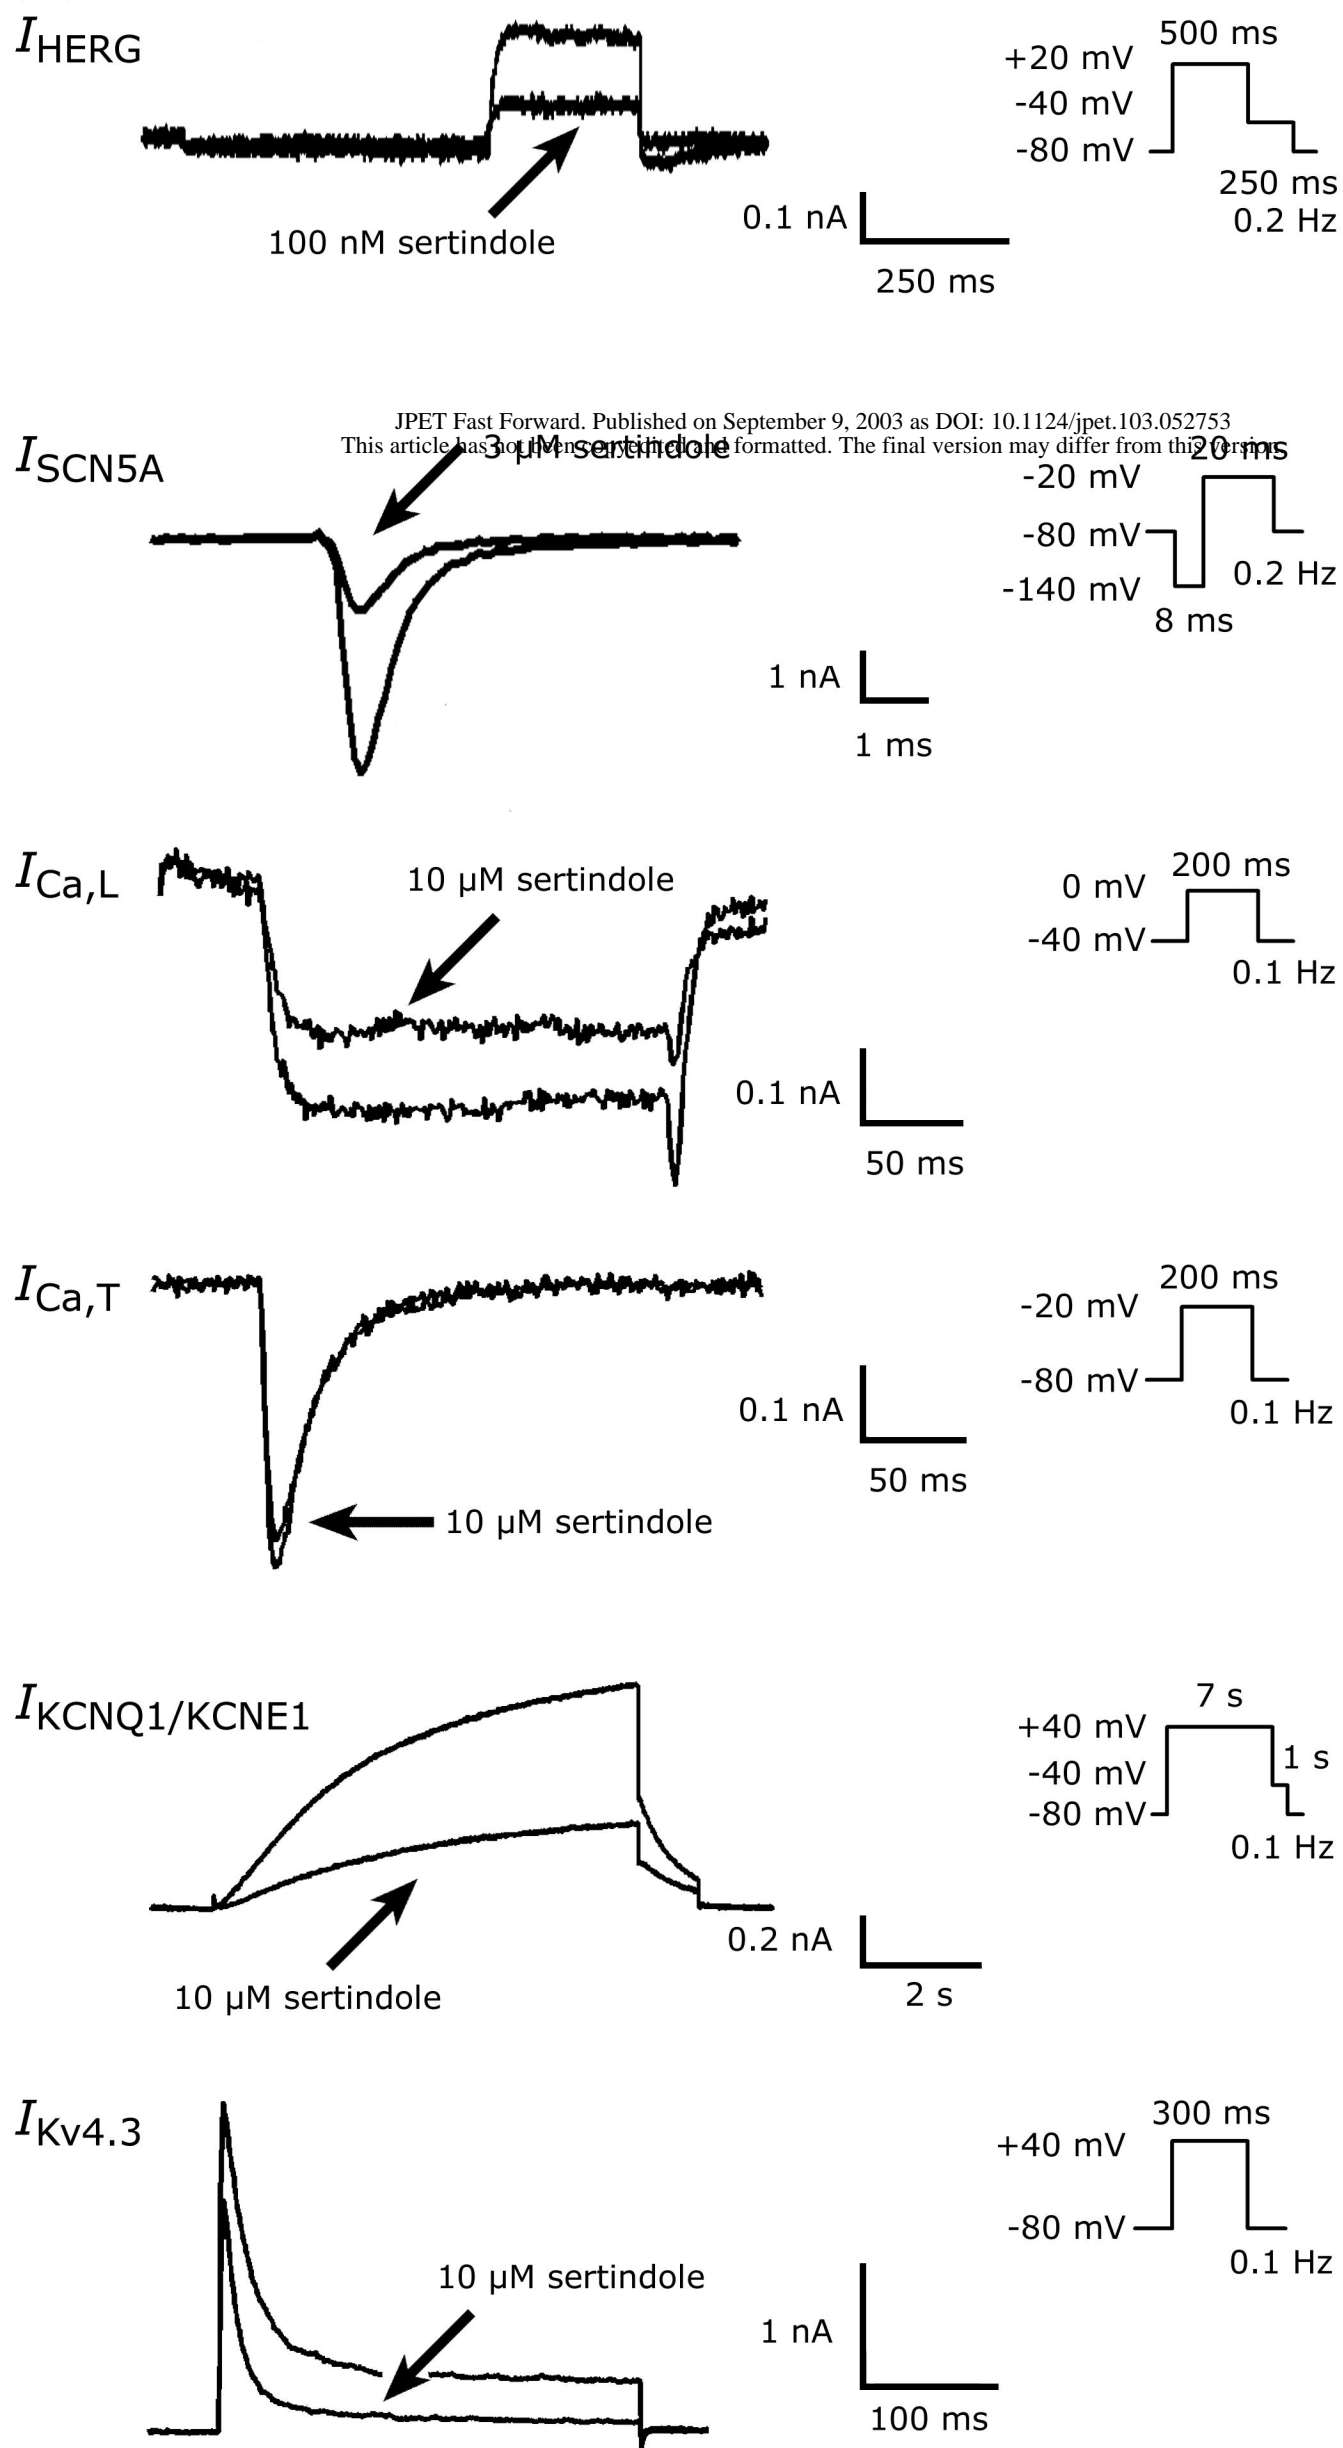 IHERG
500 ms
+20 mV
-40 mV
-80 mV
250 ms
0.2 Hz
100 nM sertindole
0.1 nA
250 ms
JPET Fast Forward. Published on September 9, 2003 as DOI: 10.1124/jpet.103.052753
This article has not been copyedited and formatted. The final version may differ from this version.
ISCN5A
3 µM sertindole
20 ms
-20 mV
-80 mV
-140 mV
0.2 Hz
8 ms
1 nA
1 ms
ICa,L
10 µM sertindole
200 ms
0 mV
-40 mV
0.1 Hz
0.1 nA
50 ms
ICa,T
200 ms
-20 mV
-80 mV
0.1 Hz
0.1 nA
50 ms
10 µM sertindole
IKCNQ1/KCNE1
7 s
+40 mV
1 s
-40 mV
-80 mV
0.1 Hz
0.2 nA
2 s
10 µM sertindole
IKv4.3
300 ms
+40 mV
-80 mV
0.1 Hz
10 µM sertindole
1 nA
100 ms